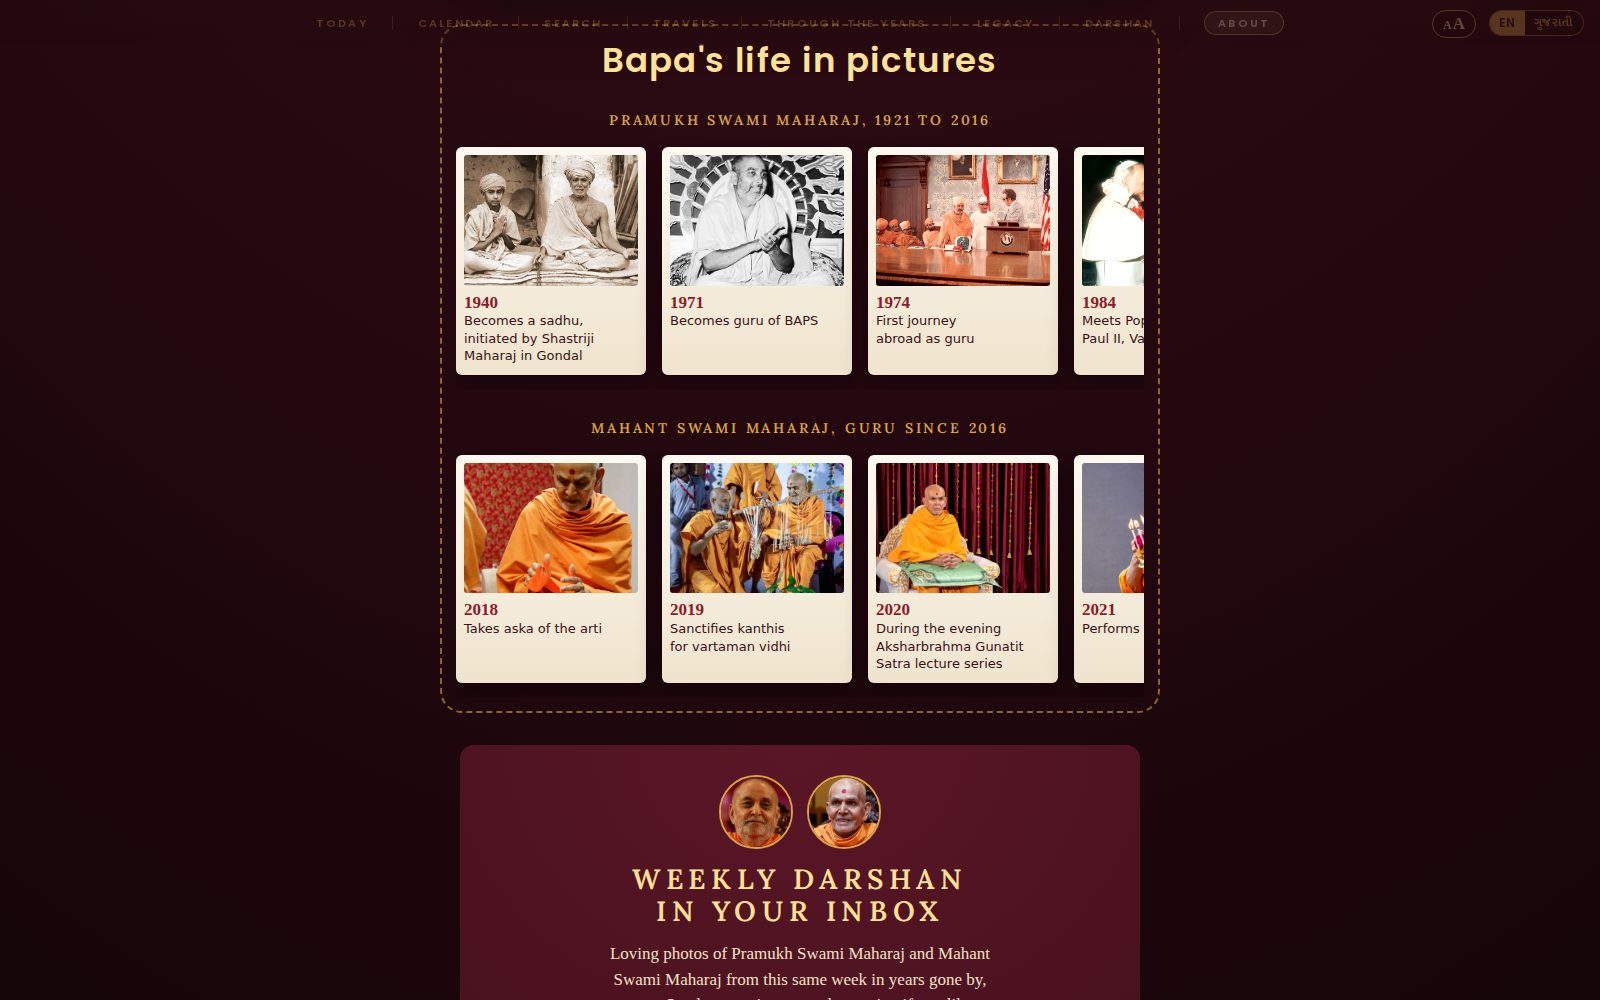 TODAY CALENDAR SEARCH TRAVELS THROUGH THE YEARS LEGACY DARSHAN ABOUT AA EN ગુજરાતી
Bapa's life in pictures
PRAMUKH SWAMI MAHARAJ, 1921 TO 2016
1940
Becomes a sadhu,
initiated by Shastriji
Maharaj in Gondal
1971
Becomes guru of BAPS
1974
First journey
abroad as guru
1984
Meets Pop
Paul II, Va
MAHANT SWAMI MAHARAJ, GURU SINCE 2016
2018
Takes aska of the arti
2019
Sanctifies kanthis
for vartaman vidhi
2020
During the evening
Aksharbrahma Gunatit
Satra lecture series
2021
Performs
WEEKLY DARSHAN
IN YOUR INBOX
Loving photos of Pramukh Swami Maharaj and Mahant
Swami Maharaj from this same week in years gone by,